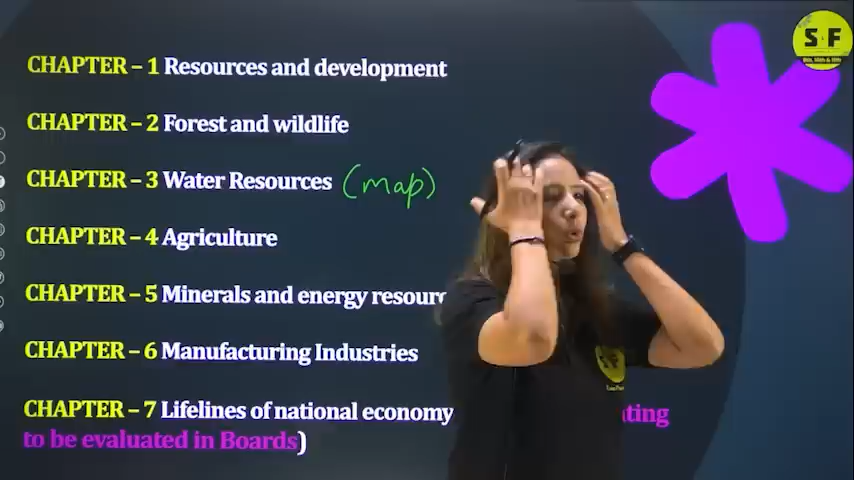 CHAPTER – 1 Resources and development
CHAPTER – 2 Forest and wildlife
CHAPTER – 3 Water Resources (map)
CHAPTER – 4 Agriculture
CHAPTER – 5 Minerals and energy
CHAPTER – 6 Manufacturing Industries
CHAPTER – 7 Lifelines of national economy
to be evaluated in Boards)
S F